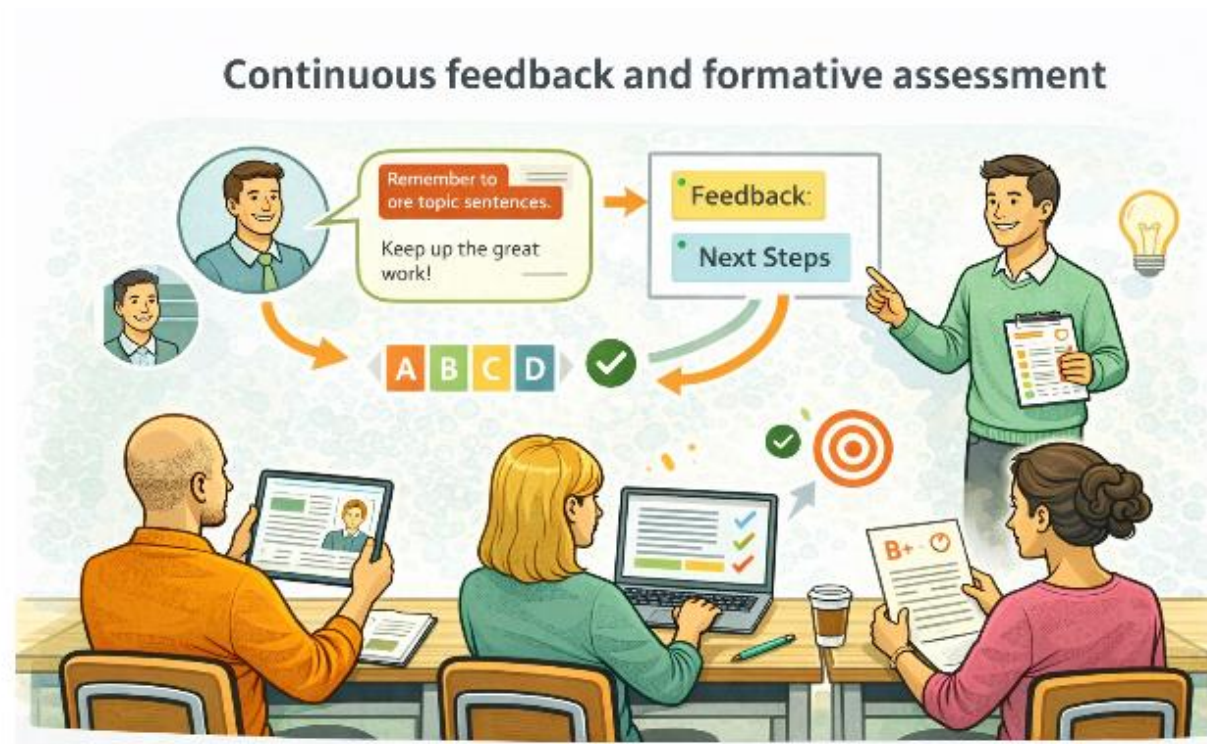 Continuous feedback and formative assessment
Remember to
ore topic sentences.
Keep up the great
work!
Feedback:
Next Steps
A B C D
B+